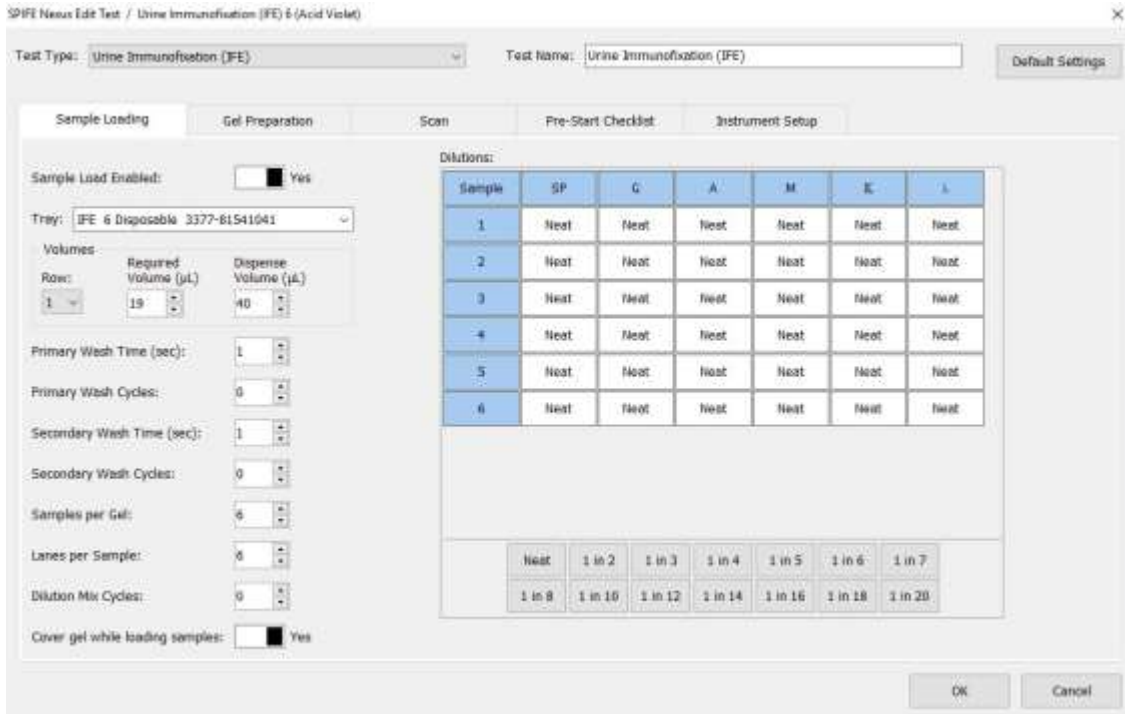 SPIFE Nexus Edit Test / Urine Immunofixation (IFE) 6 (Acid Violet)
Test Type: Urine Immunofixation (IFE) Test Name: Urine Immunofixation (IFE) Default Settings
Sample Loading Gel Preparation Scan Pre-Start Checklist Instrument Setup
Sample Load Enabled: Yes
Tray: IFE 6 Disposable 3377-81541041
Volumes
Row: Required Volume (µL) Dispense Volume (µL)
1 19 40
Primary Wash Time (sec): 1
Primary Wash Cycles: 0
Secondary Wash Time (sec): 1
Secondary Wash Cycles: 0
Samples per Gel: 6
Lanes per Sample: 6
Dilution Mix Cycles: 0
Cover gel while loading samples: Yes
Dilutions:
Sample SP G A M K λ
1 Neat Neat Neat Neat Neat Neat
2 Neat Neat Neat Neat Neat Neat
3 Neat Neat Neat Neat Neat Neat
4 Neat Neat Neat Neat Neat Neat
5 Neat Neat Neat Neat Neat Neat
6 Neat Neat Neat Neat Neat Neat
Neat 1 in 2 1 in 3 1 in 4 1 in 5 1 in 6 1 in 7
1 in 8 1 in 10 1 in 12 1 in 14 1 in 16 1 in 18 1 in 20
OK Cancel